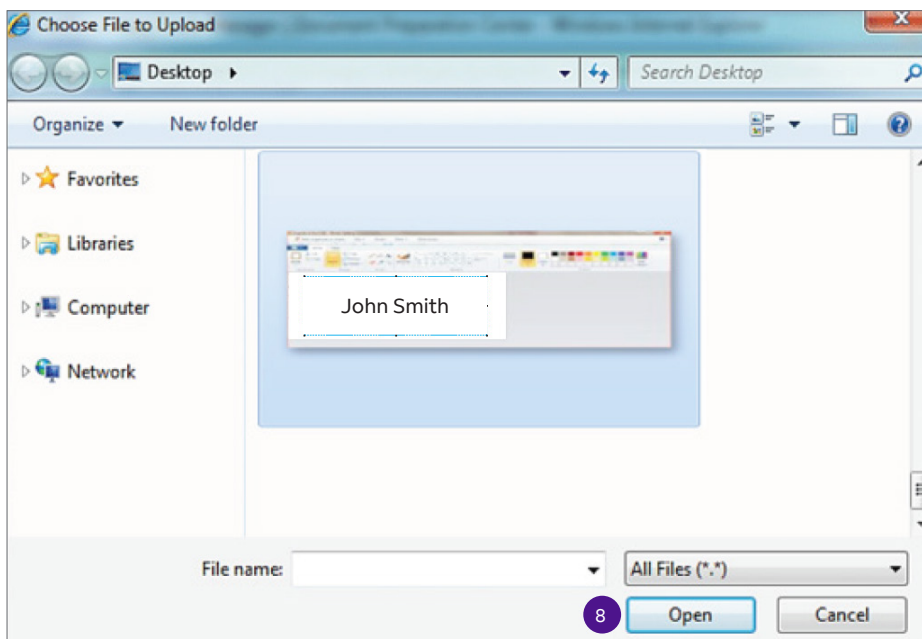 Choose File to Upload
Desktop
Search Desktop
Organize
New folder
Favorites
Libraries
Computer
Network
John Smith
File name:
All Files (*.*)
8
Open
Cancel